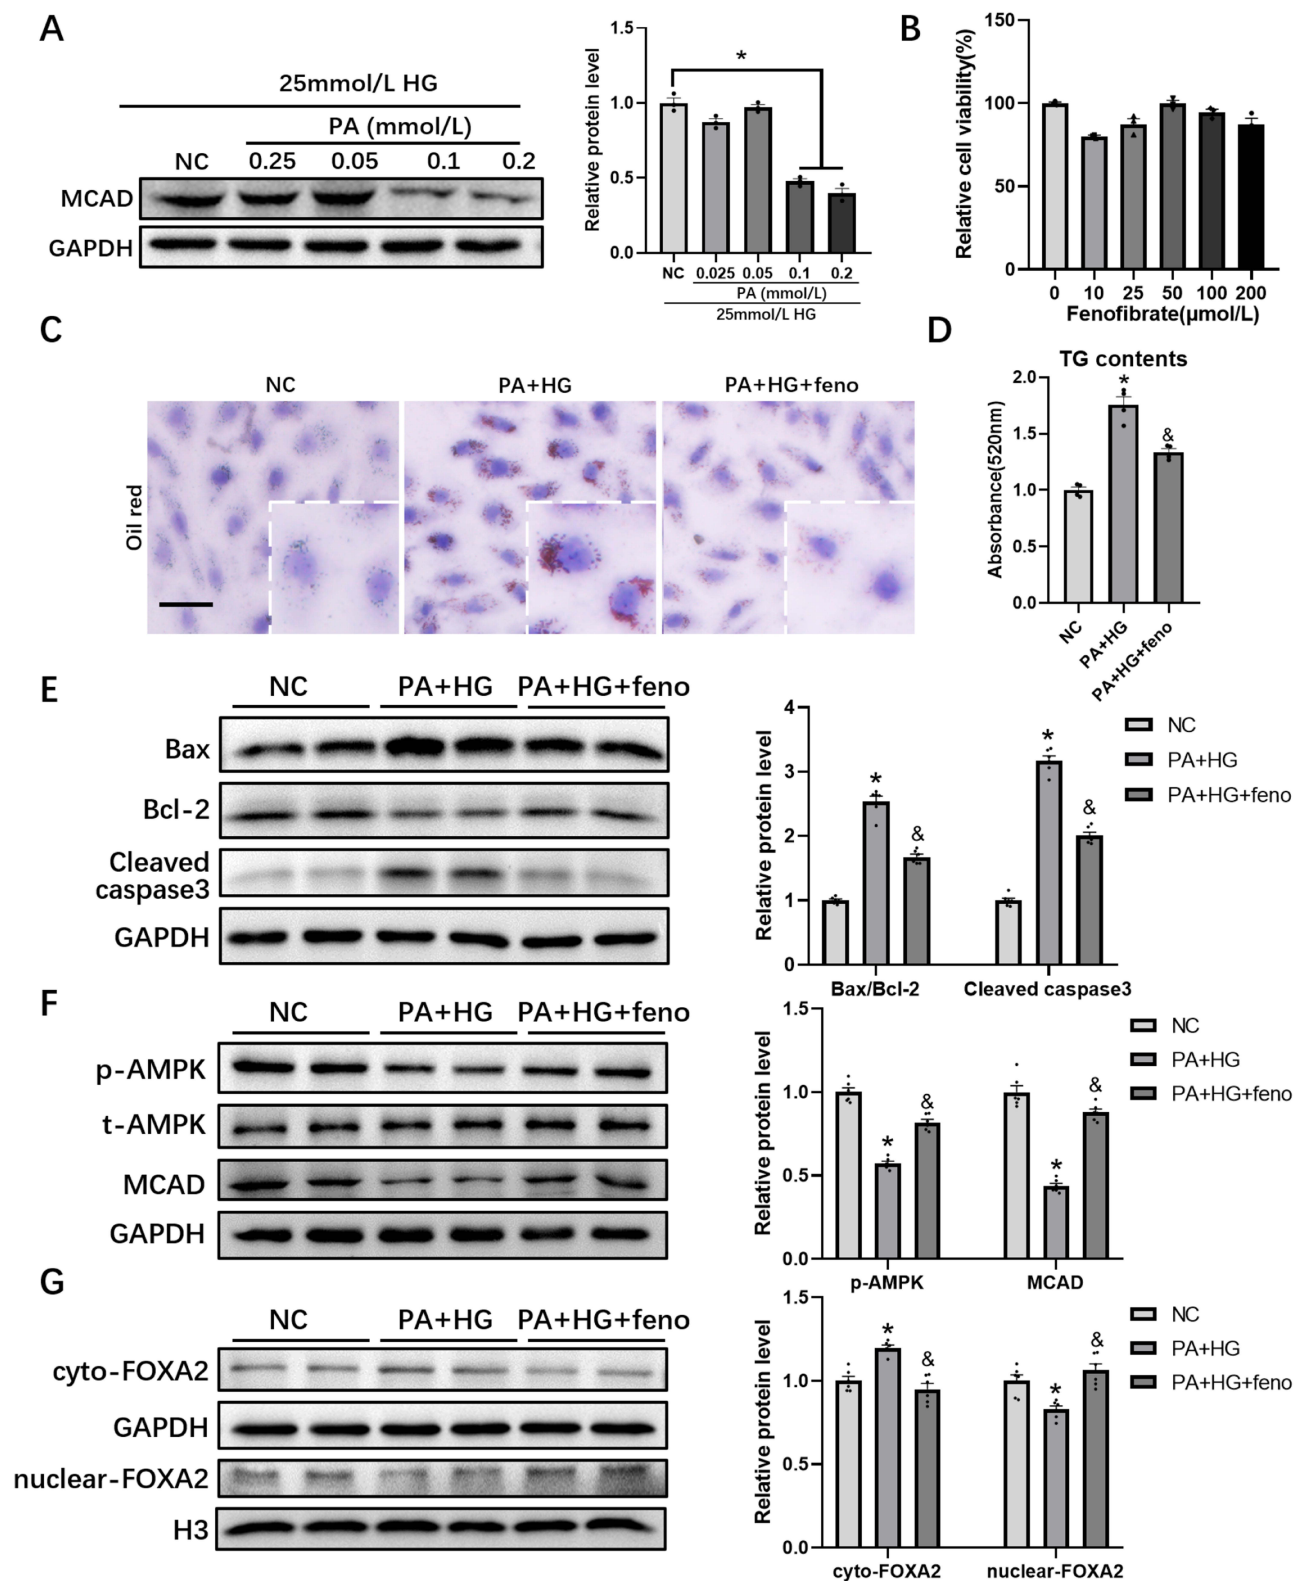 A
25mmol/L HG
PA (mmol/L)
NC 0.25 0.05 0.1 0.2
MCAD
GAPDH
Relative protein level
1.5
1.0
0.5
0.0
*
NC 0.025 0.05 0.1 0.2
PA (mmol/L)
25mmol/L HG
B
Relative cell viability(%)
150
100
50
0
0 10 25 50 100 200
Fenofibrate(μmol/L)
C
NC PA+HG PA+HG+feno
Oil red
D
TG contents
Absorbance(520nm)
2.0
1.5
1.0
0.5
0.0
*
&
NC
PA+HG
PA+HG+feno
E
NC PA+HG PA+HG+feno
Bax
Bcl-2
Cleaved
caspase3
GAPDH
Relative protein level
4
3
2
1
0
* & * &
Bax/Bcl-2 Cleaved caspase3
NC
PA+HG
PA+HG+feno
F
NC PA+HG PA+HG+feno
p-AMPK
t-AMPK
MCAD
GAPDH
Relative protein level
1.5
1.0
0.5
0.0
* & * &
p-AMPK MCAD
NC
PA+HG
PA+HG+feno
G
NC PA+HG PA+HG+feno
cyto-FOXA2
GAPDH
nuclear-FOXA2
H3
Relative protein level
1.5
1.0
0.5
0.0
* & * &
cyto-FOXA2 nuclear-FOXA2
NC
PA+HG
PA+HG+feno